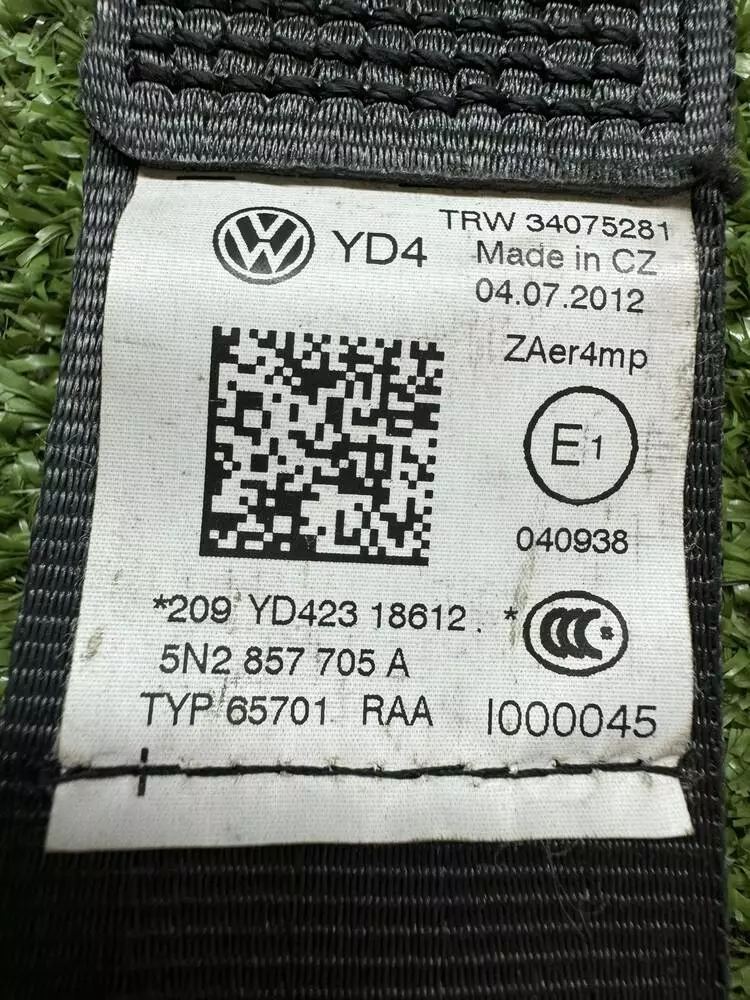 YD4
TRW 34075281
Made in CZ
04.07.2012
ZAer4mp
E1
040938
*209 YD423 18612 . *
CCC S
5N2 857 705 A
TYP 65701 RAA I000045